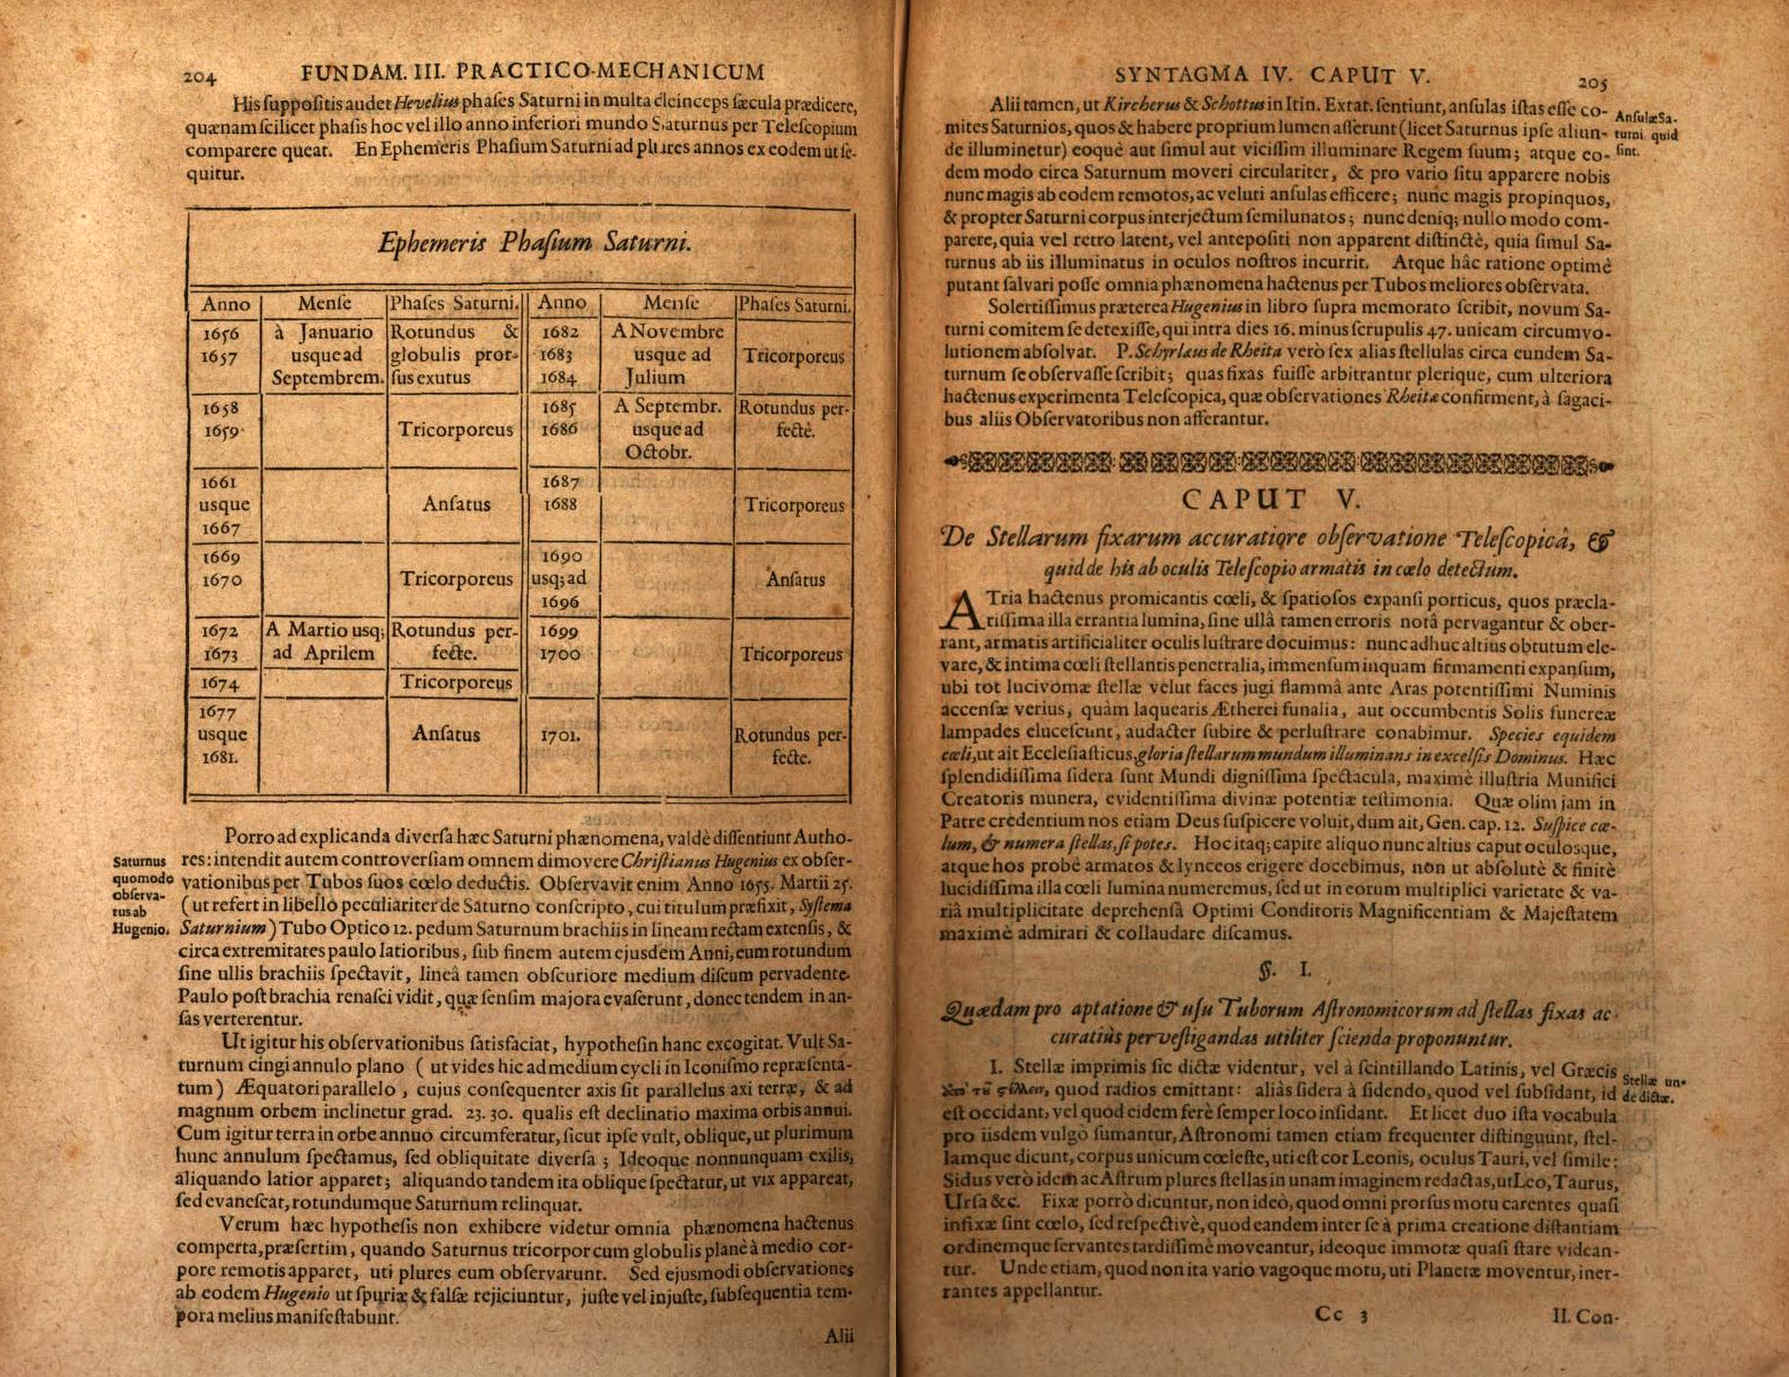 204 FUNDAM. III. PRACTICO-MECHANICUM
His ſuppoſitis audet Hevelius phaſes Saturni in multa deinceps ſæcula prædicere,
quænam ſcilicet phaſis hoc vel illo anno inferiori mundo Saturnus per Teleſcopium
comparere queat. En Ephemeris Phaſium Saturni ad plures annos ex eodem ut ſe-
quitur.
Ephemeris Phaſium Saturni.
Anno Menſe Phaſes Saturni. Anno Menſe Phaſes Saturni.
1656 à Januario Rotundus & 1682 A Novembre
1657 usque ad globulis pror- 1683 usque ad Tricorporeus
Septembrem. ſus exutus 1684 Julium
1658 1685 A Septembr. Rotundus per-
1659 Tricorporeus 1686 usque ad fectè.
Octobr.
1661 1687
usque Anſatus 1688 Tricorporeus
1667
1669 1690
1670 Tricorporeus usq; ad Anſatus
1696
1672 A Martio usq; Rotundus per- 1699
1673 ad Aprilem fecte. 1700 Tricorporeus
1674 Tricorporeus
1677
usque Anſatus 1701. Rotundus per-
1681. fecte.
Porro ad explicanda diverſa hæc Saturni phænomena, valdè diſſentiunt Autho-
Saturnus res: intendit autem controverſiam omnem dimovere Chriſtianus Hugenius ex obſer-
quomodo vationibus per Tubos ſuos cœlo deductis. Obſervavit enim Anno 1655. Martii 25.
obſerva- ( ut refert in libello peculiariter de Saturno conſcripto, cui titulum præfixit, Syſtema
tus ab
Hugenio. Saturnium ) Tubo Optico 12. pedum Saturnum brachiis in lineam rectam extenſis, &
circa extremitates paulo latioribus, ſub finem autem ejusdem Anni, eum rotundum
ſine ullis brachiis ſpectavit, lineâ tamen obſcuriore medium diſcum pervadente.
Paulo poſt brachia renaſci vidit, quæ ſenſim majora evaſerunt, donec tendem in an-
ſas verterentur.
Ut igitur his obſervationibus ſatisfaciat, hypotheſin hanc excogitat. Vult Sa-
turnum cingi annulo plano ( ut vides hic ad medium cycli in Iconiſmo repræſenta-
tum ) Æquatori parallelo , cujus conſequenter axis ſit parallelus axi terræ, & ad
magnum orbem inclinetur grad. 23. 30. qualis eſt declinatio maxima orbis annui.
Cum igitur terra in orbe annuo circumferatur, ſicut ipſe vult, oblique, ut plurimum
hunc annulum ſpectamus, ſed obliquitate diverſa ; Ideoque nonnunquam exilis,
aliquando latior apparet; aliquando tandem ita oblique ſpectatur, ut vix appareat,
ſed evaneſcat, rotundumque Saturnum relinquat.
Verum hæc hypotheſis non exhibere videtur omnia phænomena hactenus
comperta, præſertim, quando Saturnus tricorpor cum globulis planè à medio cor-
pore remotis apparet, uti plures eum obſervarunt. Sed ejusmodi obſervationes
ab eodem Hugenio ut ſpuriæ & falſæ rejiciuntur, juſte vel injuſte, ſubſequentia tem-
pora melius manifeſtabunt.
Alii
SYNTAGMA IV. CAPUT V. 205
Alii tamen, ut Kircherus & Schottus in Itin. Extat. ſentiunt, anſulas iſtas eſſe co- Anſulæ Sa-
mites Saturnios, quos & habere proprium lumen aſſerunt (licet Saturnus ipſe aliun- turni quid
de illuminetur) eoquè aut ſimul aut viciſſim illuminare Regem ſuum; atque eo- ſint.
dem modo circa Saturnum moveri circulariter, & pro vario ſitu apparere nobis
nunc magis ab eodem remotos, ac veluti anſulas efficere; nunc magis propinquos,
& propter Saturni corpus interjectum ſemilunatos; nunc deniq; nullo modo com-
parere, quia vel retro latent, vel antepoſiti non apparent diſtinctè, quia ſimul Sa-
turnus ab iis illuminatus in oculos noſtros incurrit. Atque hâc ratione optimè
putant ſalvari poſſe omnia phænomena hactenus per Tubos meliores obſervata.
Solertiſſimus præterea Hugenius in libro ſupra memorato ſcribit, novum Sa-
turni comitem ſe detexiſſe, qui intra dies 16. minus ſcrupulis 47. unicam circumvo-
lutionem abſolvat. P. Schyrlæus de Rheita verò ſex alias ſtellulas circa eundem Sa-
turnum ſe obſervaſſe ſcribit; quas fixas fuiſſe arbitrantur plerique, cum ulteriora
hactenus experimenta Teleſcopica, quæ obſervationes Rheitæ confirment, à ſagaci-
bus aliis Obſervatoribus non afferantur.
CAPUT V.
De Stellarum fixarum accuratiore obſervatione Teleſcopicâ, &
quid de his ab oculis Teleſcopio armatis in cœlo detectum.
ATria hactenus promicantis cœli, & ſpatioſos expanſi porticus, quos præcla-
riſſima illa errantia lumina, ſine ullâ tamen erroris notâ pervagantur & ober-
rant, armatis artificialiter oculis luſtrare docuimus: nunc adhuc altius obtutum ele-
vare, & intima cœli ſtellantis penetralia, immenſum inquam firmamenti expanſum,
ubi tot lucivomæ ſtellæ velut faces jugi flammâ ante Aras potentiſſimi Numinis
accenſæ verius, quàm laquearis Ætherei funalia, aut occumbentis Solis funereæ
lampades eluceſcunt, audacter ſubire & perluſtrare conabimur. Species equidem
cœli, ut ait Eccleſiaſticus, gloria ſtellarum mundum illuminans in excelſis Dominus. Hæc
ſplendidiſſima ſidera ſunt Mundi digniſſima ſpectacula, maximè illuſtria Munifici
Creatoris munera, evidentiſſima divinæ potentiæ teſtimonia. Quæ olim jam in
Patre credentium nos etiam Deus ſuſpicere voluit, dum ait, Gen. cap. 12. Suſpice cœ-
lum, & numera ſtellas, ſi potes. Hoc itaq; capite aliquo nunc altius caput oculosque,
atque hos probè armatos & lynceos erigere docebimus, non ut abſolutè & finitè
lucidiſſima illa cœli lumina numeremus, ſed ut in eorum multiplici varietate & va-
riâ multiplicitate deprehenſâ Optimi Conditoris Magnificentiam & Majeſtatem
maximè admirari & collaudare diſcamus.
§. I.
Quædam pro aptatione & uſu Tuborum Aſtronomicorum ad ſtellas fixas ac-
curatiùs perveſtigandas utiliter ſcienda proponuntur.
I. Stellæ imprimis ſic dictæ videntur, vel à ſcintillando Latinis, vel Græcis Stellæ un-
quod radios emittant: aliàs ſidera à ſidendo, quod vel ſubſidant, id de dictæ.
eſt occidant, vel quod eidem ferè ſemper loco inſidant. Et licet duo iſta vocabula
pro iisdem vulgò ſumantur, Aſtronomi tamen etiam frequenter diſtinguunt, ſtel-
lamque dicunt, corpus unicum cœleſte, uti eſt cor Leonis, oculus Tauri, vel ſimile:
Sidus verò idem ac Aſtrum plures ſtellas in unam imaginem redactas, ut Leo, Taurus,
Urſa &c. Fixæ porrò dicuntur, non ideò, quod omni prorſus motu carentes quaſi
infixæ ſint cœlo, ſed reſpectivè, quod eandem inter ſe à prima creatione diſtantiam
ordinemque ſervantes tardiſſimè moveantur, ideoque immotæ quaſi ſtare videan-
tur. Unde etiam, quod non ita vario vagoque motu, uti Planetæ moventur, iner-
rantes appellantur.
Cc 3 II. Con-